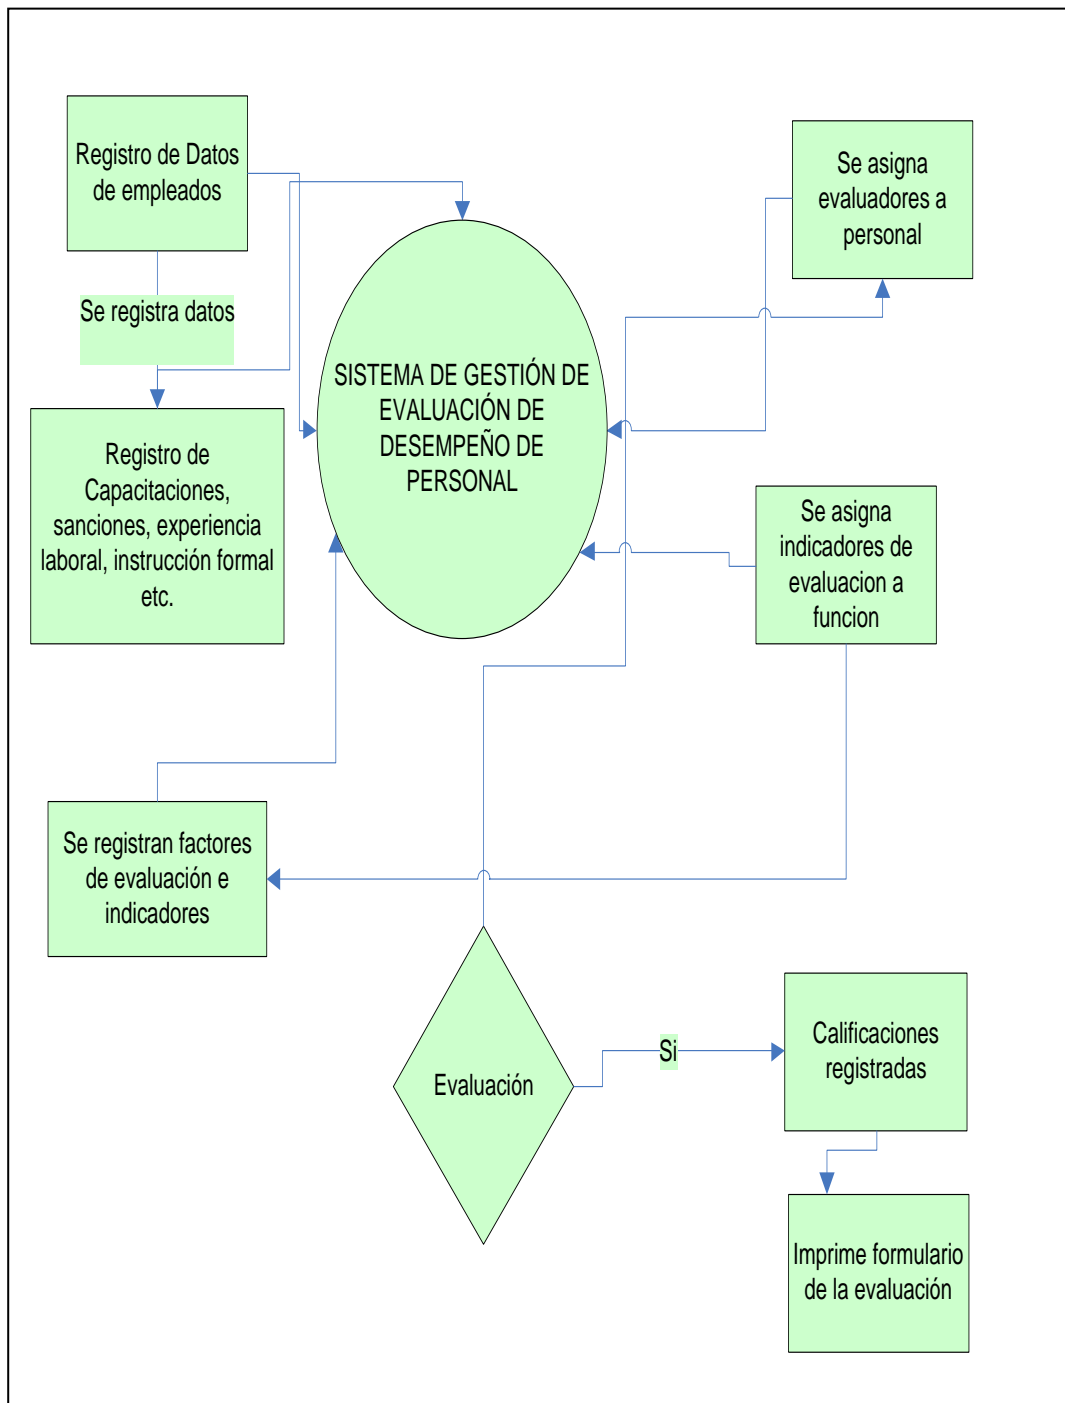 Registro de Datos
de empleados
Se asigna
evaluadores a
personal
Se registra datos
SISTEMA DE GESTIÓN DE
EVALUACIÓN DE
DESEMPEÑO DE
PERSONAL
Registro de
Capacitaciones,
sanciones, experiencia
laboral, instrucción formal
etc.
Se asigna
indicadores de
evaluacion a
funcion
Se registran factores
de evaluación e
indicadores
Evaluación
Si
Calificaciones
registradas
Imprime formulario
de la evaluación